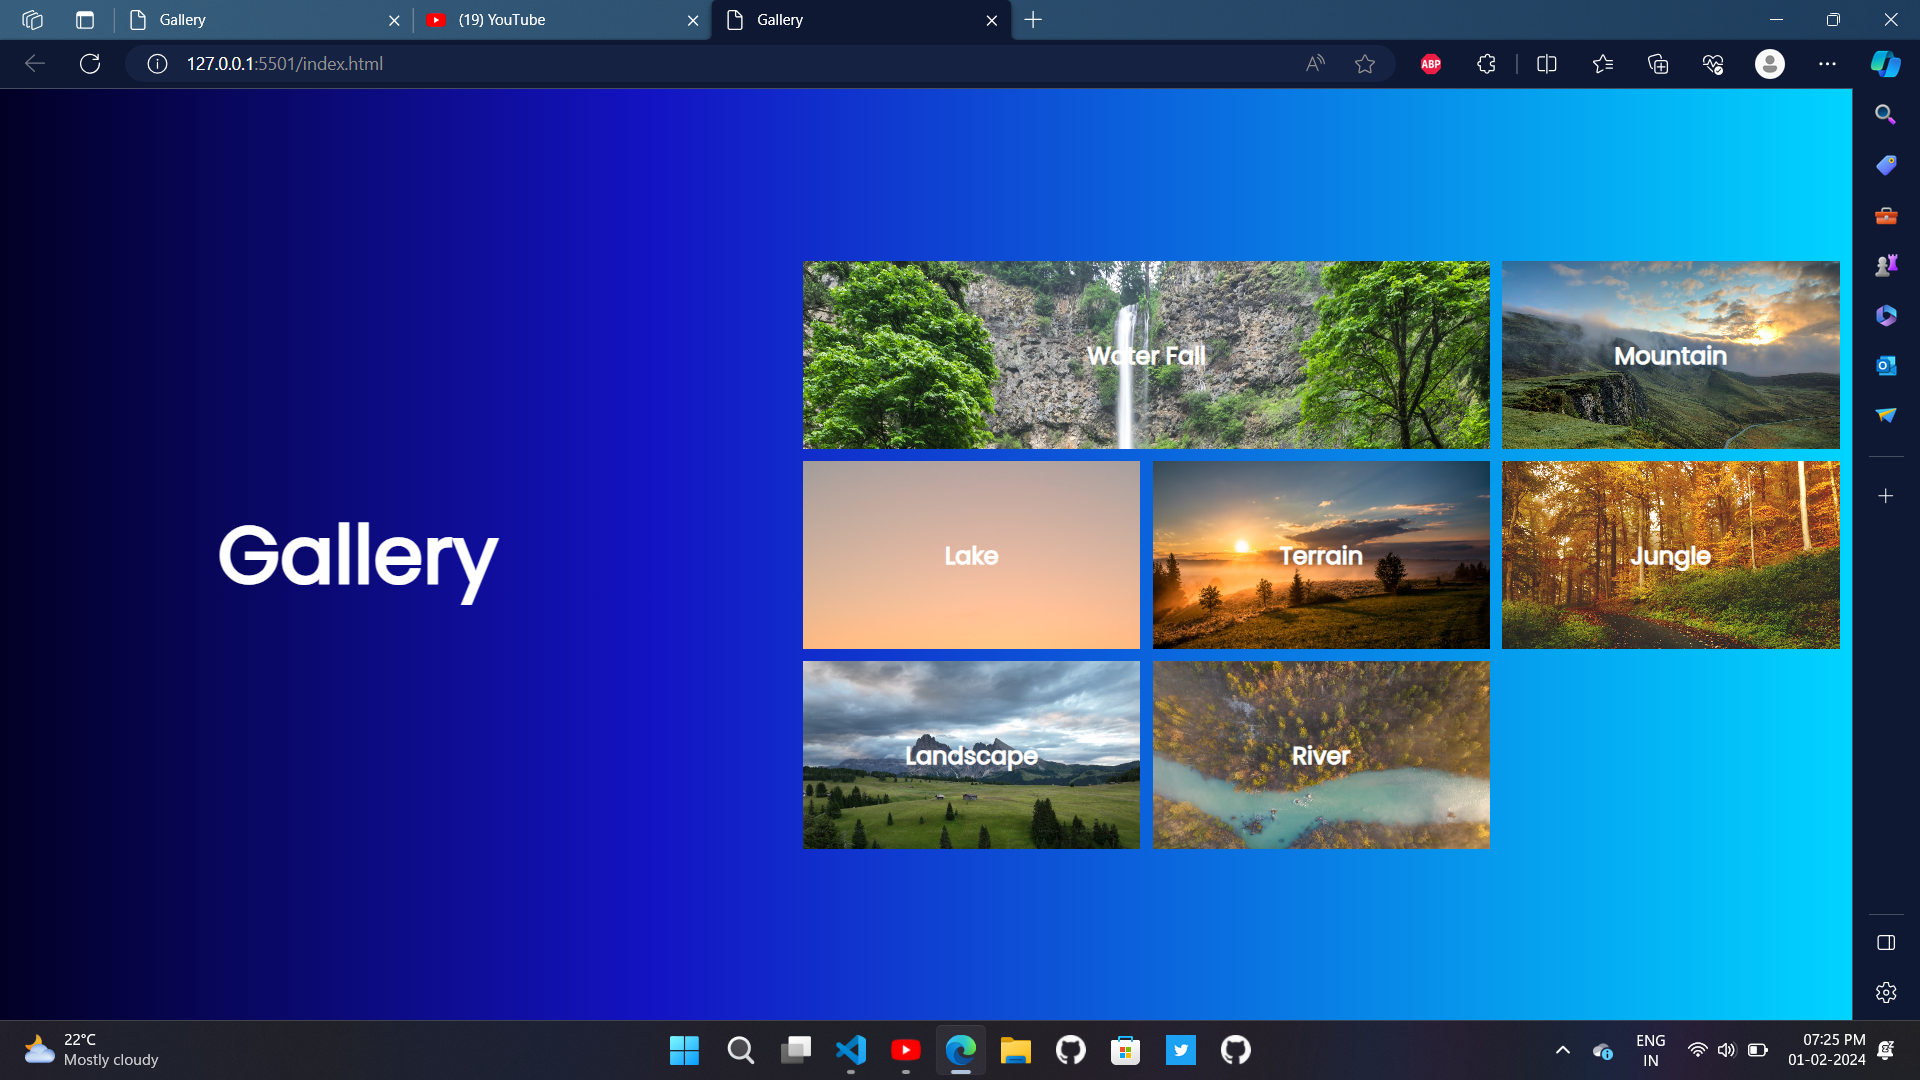 Gallery
(19) YouTube
Gallery
127.0.0.1:5501/index.html
A
ABP
Gallery
Water Fall
Mountain
Lake
Terrain
Jungle
Landscape
River
22°C
Mostly cloudy
ENG
IN
07:25 PM
01-02-2024